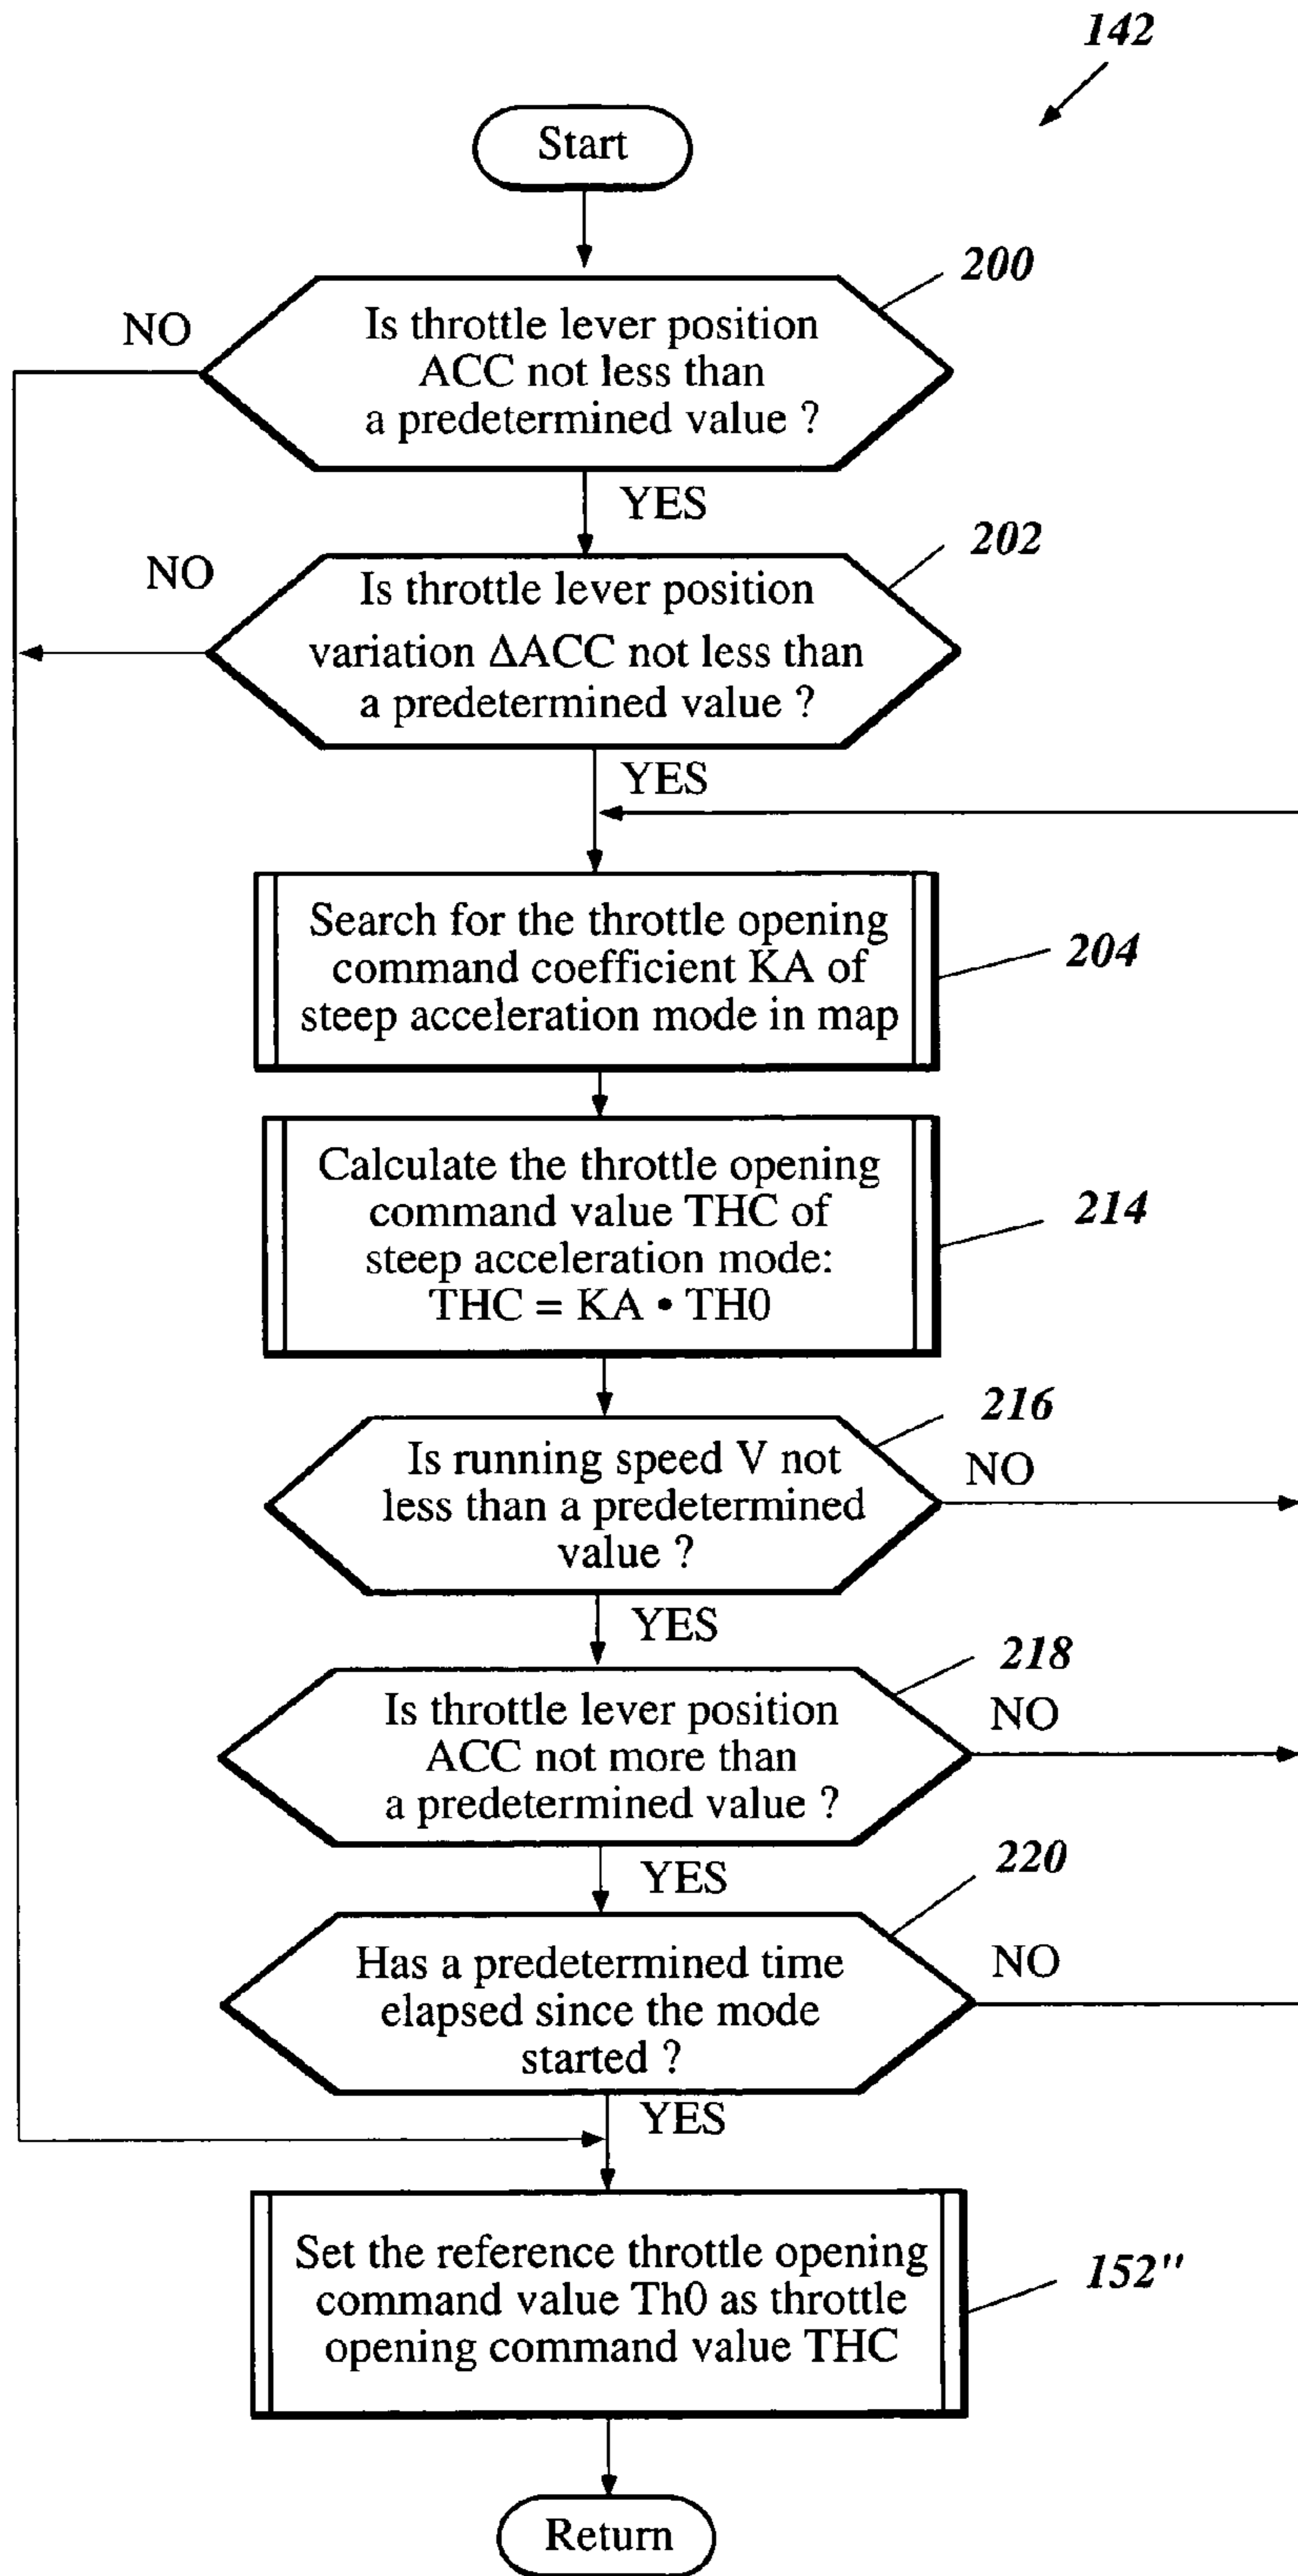 142
Start
200
NO
Is throttle lever position
ACC not less than
a predetermined value ?
YES
202
NO
Is throttle lever position
variation ΔACC not less than
a predetermined value ?
YES
Search for the throttle opening
command coefficient KA of
steep acceleration mode in map
204
Calculate the throttle opening
command value THC of
steep acceleration mode:
THC = KA • TH0
214
216
Is running speed V not
less than a predetermined
value ?
NO
YES
218
Is throttle lever position
ACC not more than
a predetermined value ?
NO
YES
220
Has a predetermined time
elapsed since the mode
started ?
NO
YES
Set the reference throttle opening
command value Th0 as throttle
opening command value THC
152"
Return